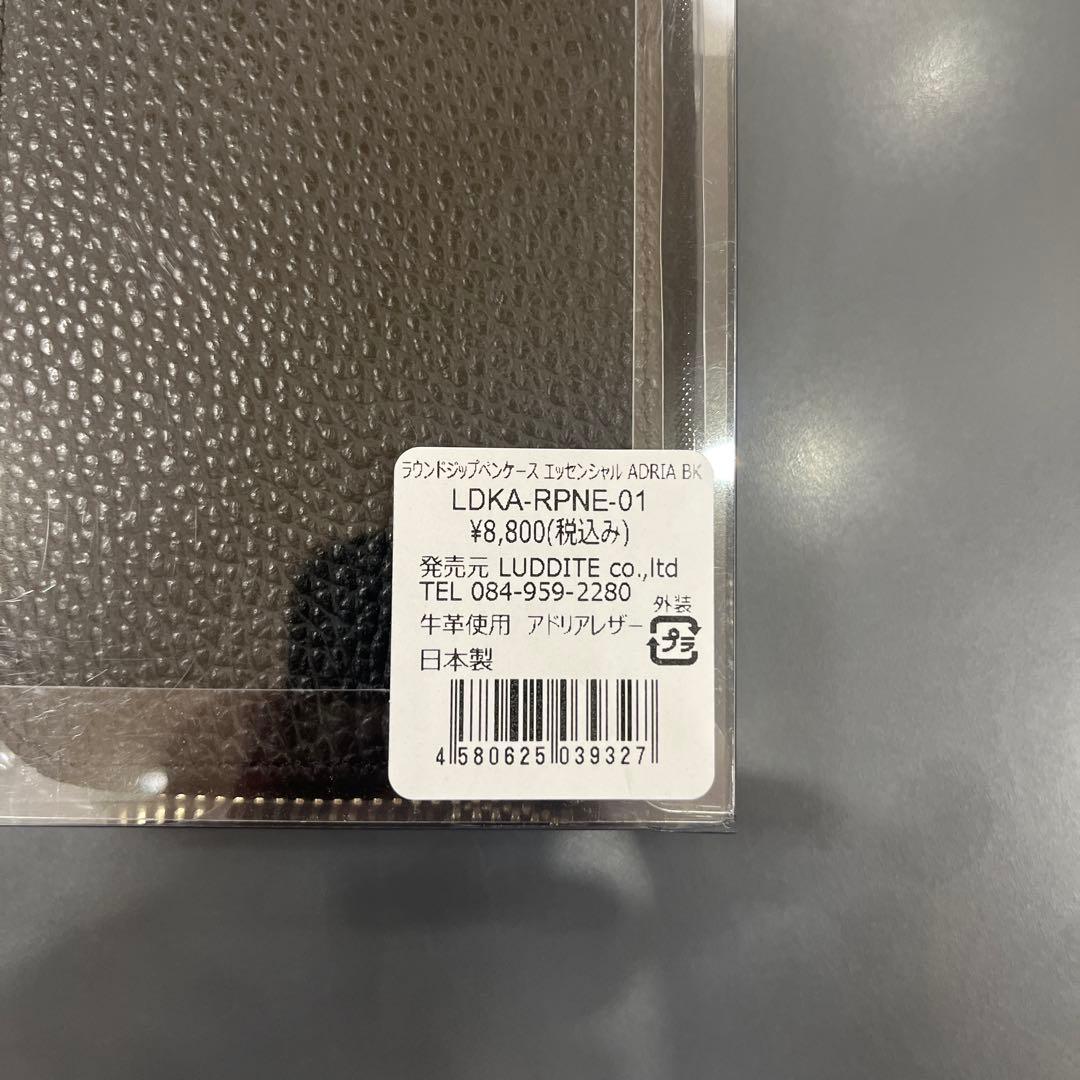 ラウンドジップペンケース エッセンシャル ADRIA BK
LDKA-RPNE-01
¥8,800(税込み)
発売元 LUDDITE co.,ltd
TEL 084-959-2280
外装
牛革使用 アドリアレザー
プラ
日本製
4 580625 039327